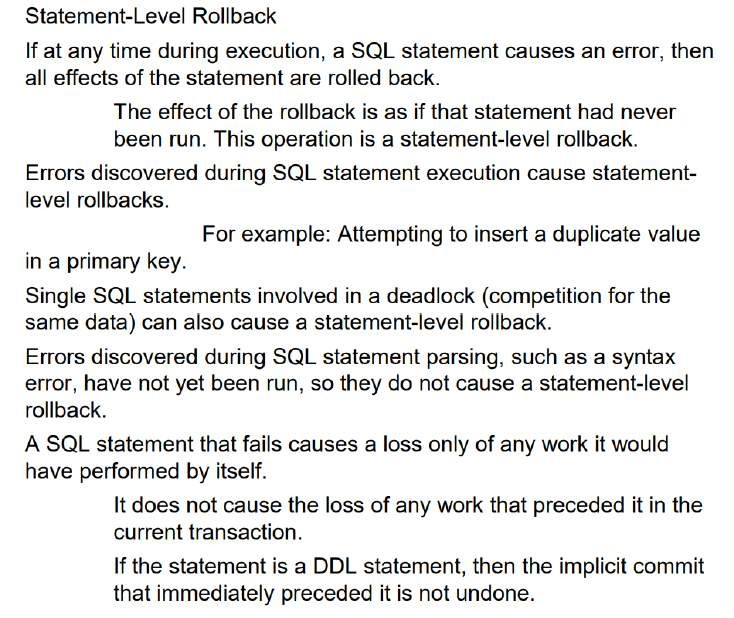 Statement-Level Rollback
If at any time during execution, a SQL statement causes an error, then
all effects of the statement are rolled back.
The effect of the rollback is as if that statement had never
been run. This operation is a statement-level rollback.
Errors discovered during SQL statement execution cause statement-
level rollbacks.
For example: Attempting to insert a duplicate value
in a primary key.
Single SQL statements involved in a deadlock (competition for the
same data) can also cause a statement-level rollback.
Errors discovered during SQL statement parsing, such as a syntax
error, have not yet been run, so they do not cause a statement-level
rollback.
A SQL statement that fails causes a loss only of any work it would
have performed by itself.
It does not cause the loss of any work that preceded it in the
current transaction.
If the statement is a DDL statement, then the implicit commit
that immediately preceded it is not undone.